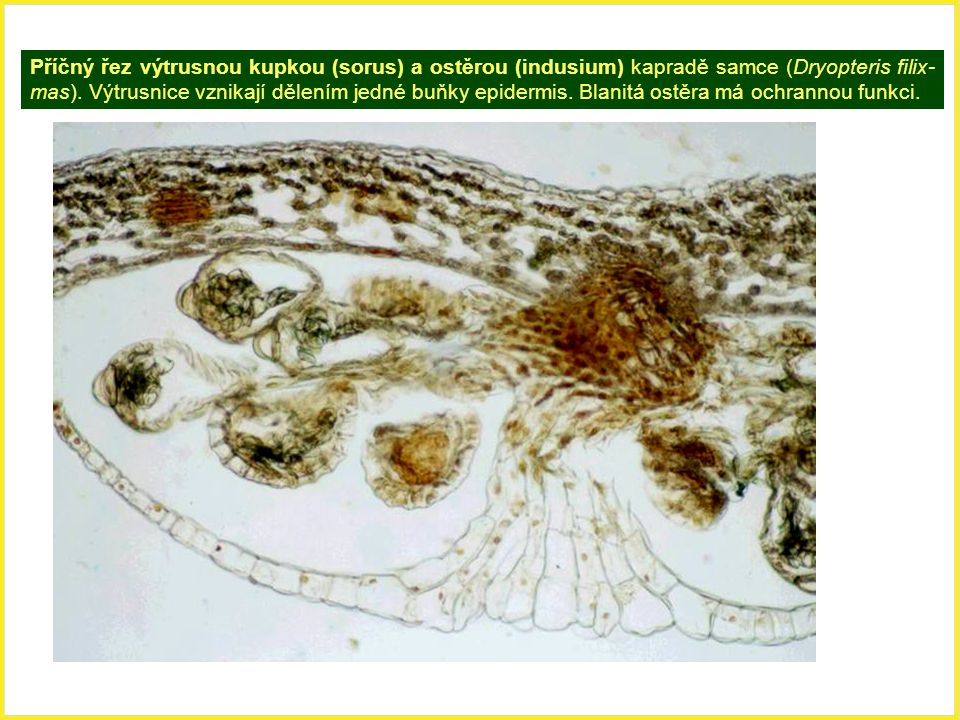 Příčný řez výtrusnou kupkou (sorus) a ostěrou (indusium) kapradě samce (Dryopteris filix-
mas). Výtrusnice vznikají dělením jedné buňky epidermis. Blanitá ostěra má ochrannou funkci.